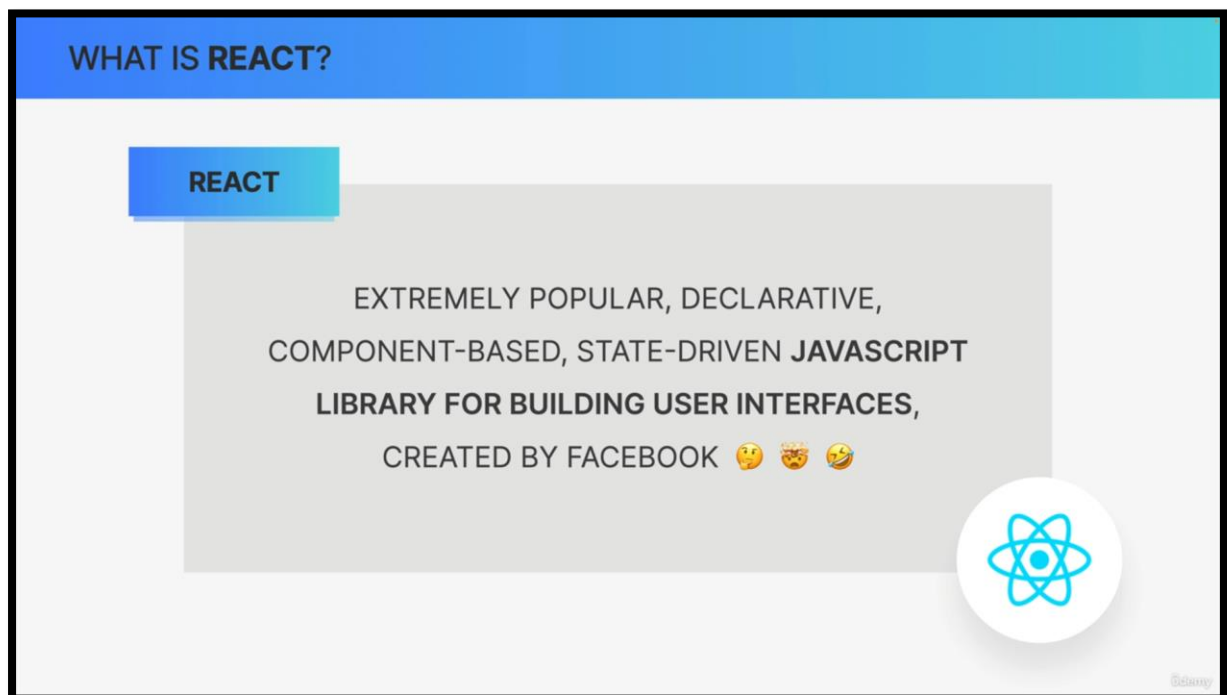 WHAT IS REACT?
REACT
EXTREMELY POPULAR, DECLARATIVE,
COMPONENT-BASED, STATE-DRIVEN JAVASCRIPT
LIBRARY FOR BUILDING USER INTERFACES,
CREATED BY FACEBOOK 🤔 🤯 🤣
Udemy